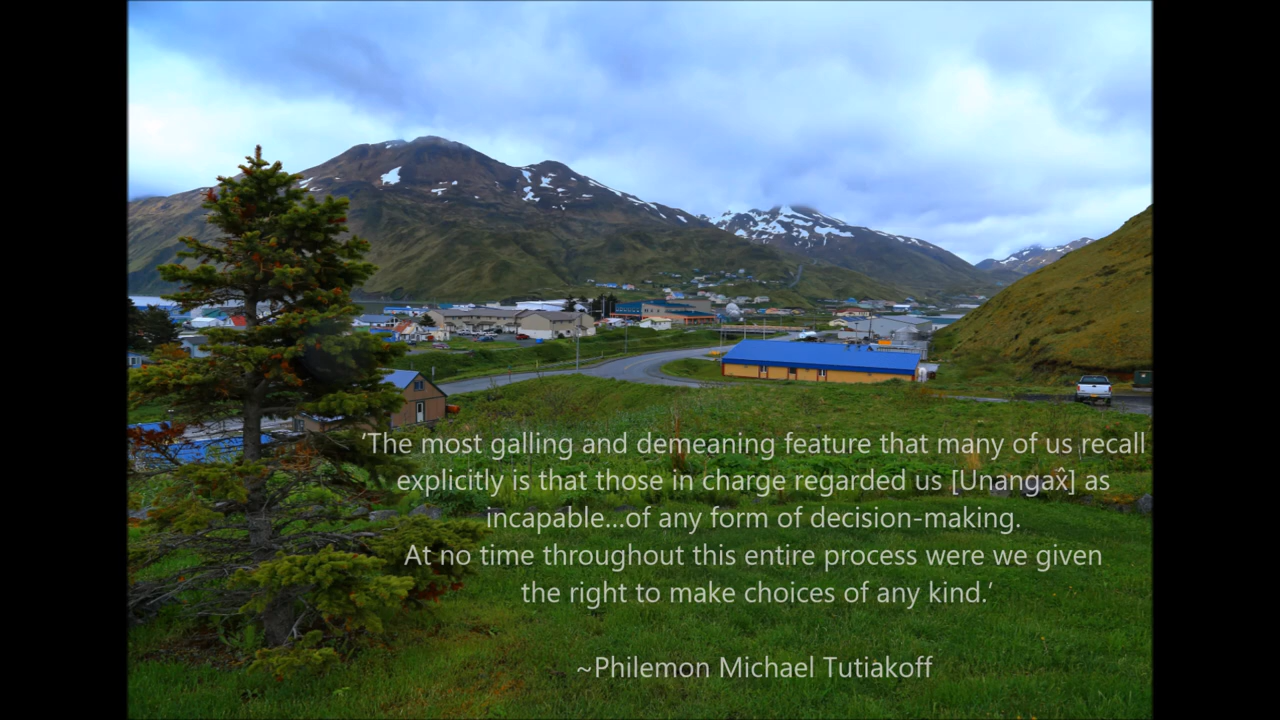 ‘The most galling and demeaning feature that many of us recall
explicitly is that those in charge regarded us [Unangax̂] as
incapable...of any form of decision-making.
At no time throughout this entire process were we given
the right to make choices of any kind.’
~Philemon Michael Tutiakoff